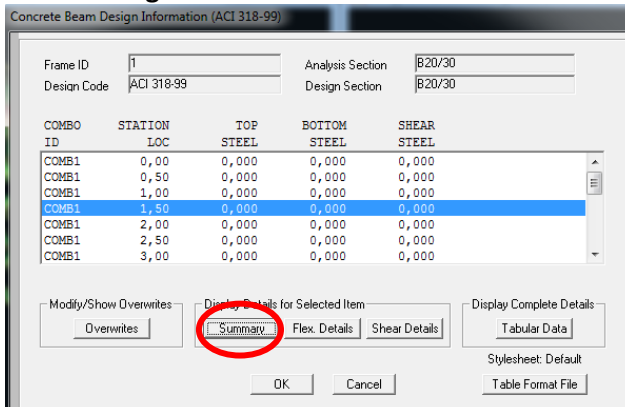 Concrete Beam Design Information (ACI 318-99)
Frame ID 1 Analysis Section B20/30
Design Code ACI 318-99 Design Section B20/30
COMBO STATION TOP BOTTOM SHEAR
ID LOC STEEL STEEL STEEL
COMB1 0,00 0,000 0,000 0,000
COMB1 0,50 0,000 0,000 0,000
COMB1 1,00 0,000 0,000 0,000
COMB1 1,50 0,000 0,000 0,000
COMB1 2,00 0,000 0,000 0,000
COMB1 2,50 0,000 0,000 0,000
COMB1 3,00 0,000 0,000 0,000
Modify/Show Overwrites Display Details for Selected Item Display Complete Details
Overwrites Summary Flex. Details Shear Details Tabular Data
Stylesheet: Default
OK Cancel Table Format File